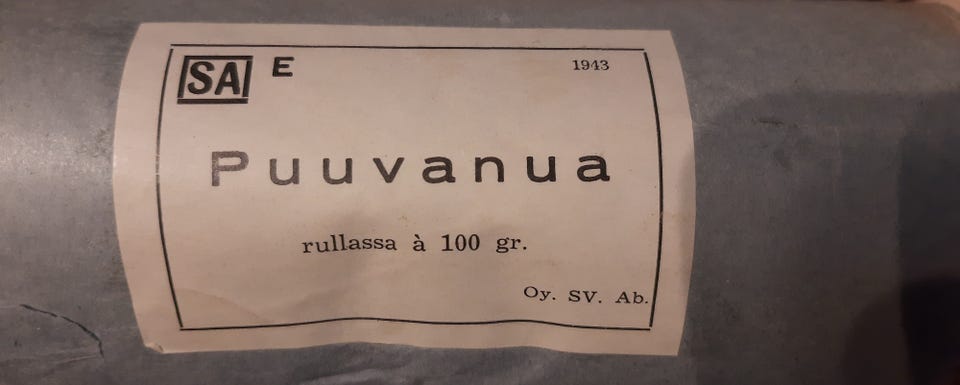 SA E 1943
Puuvanua
rullassa à 100 gr.
Oy. SV. Ab.